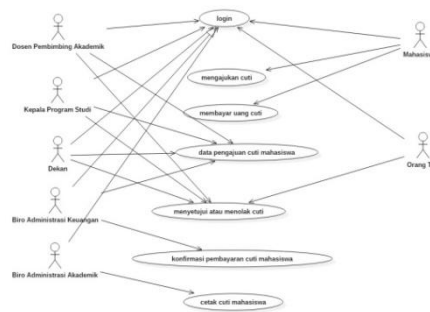 login
Dosen Pembimbing Akademik
mengajukan cuti
Kepala Program Studi
membayar uang cuti
data pengajuan cuti mahasiswa
Dekan
Orang T
menyetujui atau menolak cuti
Biro Administrasi Keuangan
konfirmasi pembayaran cuti mahasiswa
Biro Administrasi Akademik
cetak cuti mahasiswa